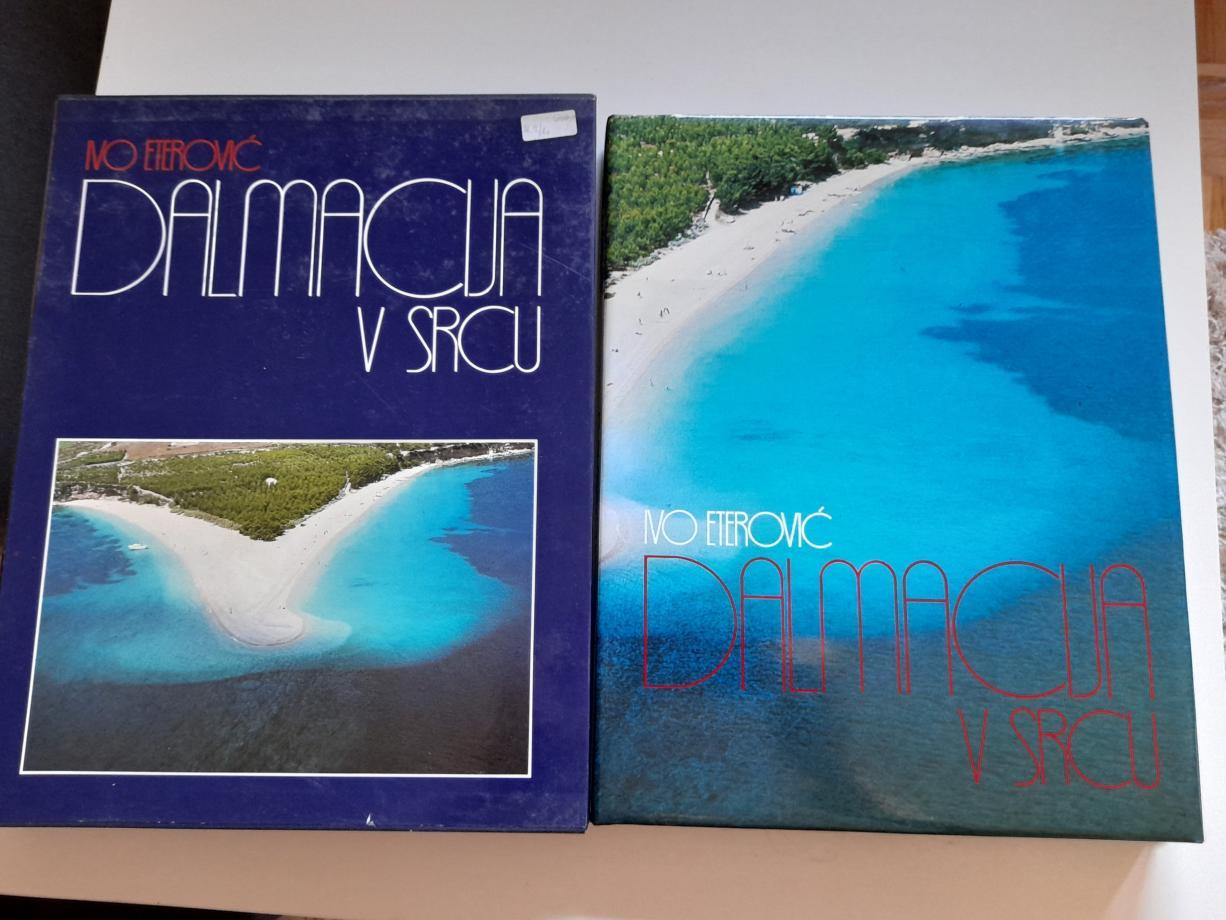 IVO ETEROVIĆ
DALMACIJA
V SRCU
IVO ETEROVIĆ
DALMACIJA
V SRCU